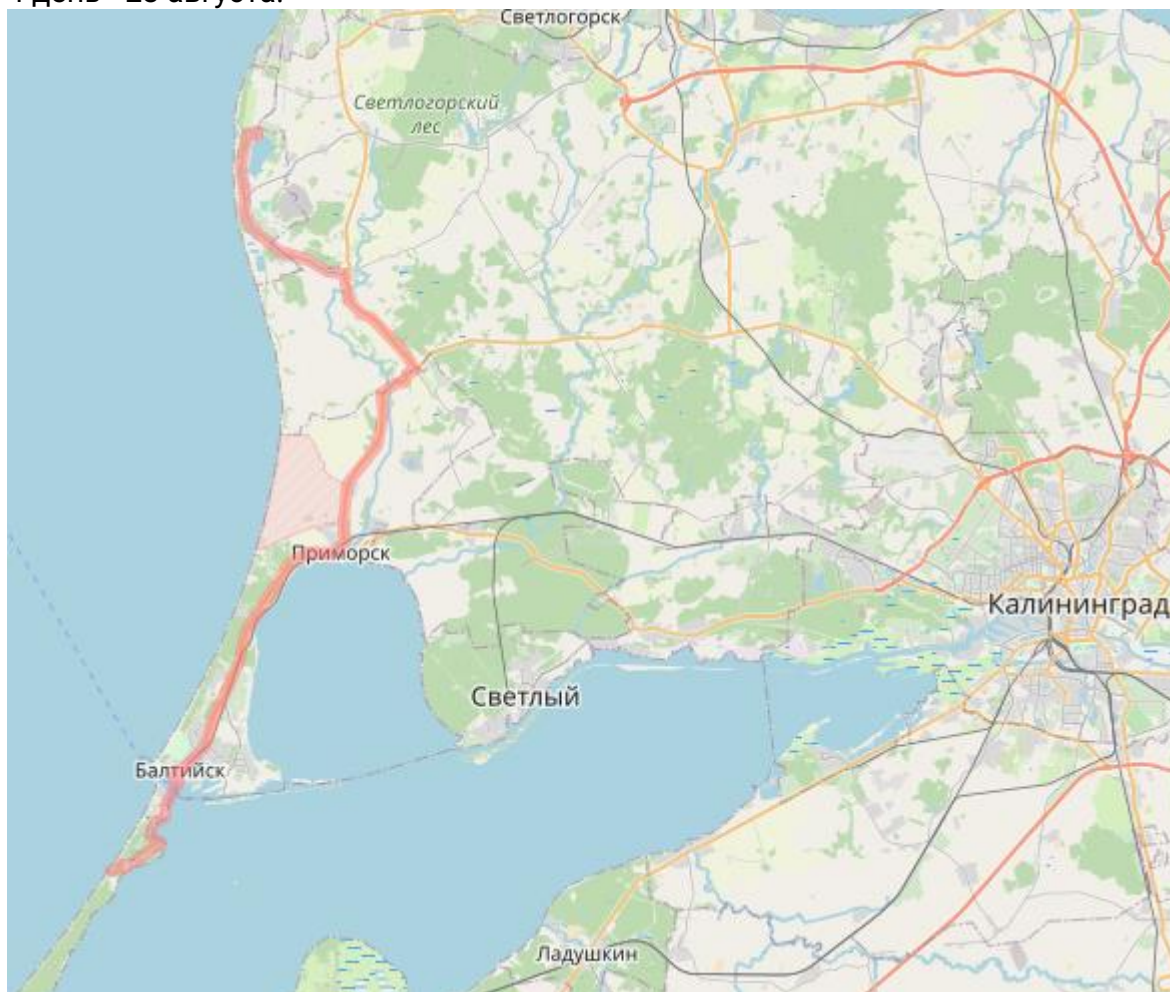 Светлогорск
Светлогорский
лес
Приморск
Калининград
Светлый
Балтийск
Ладушкин